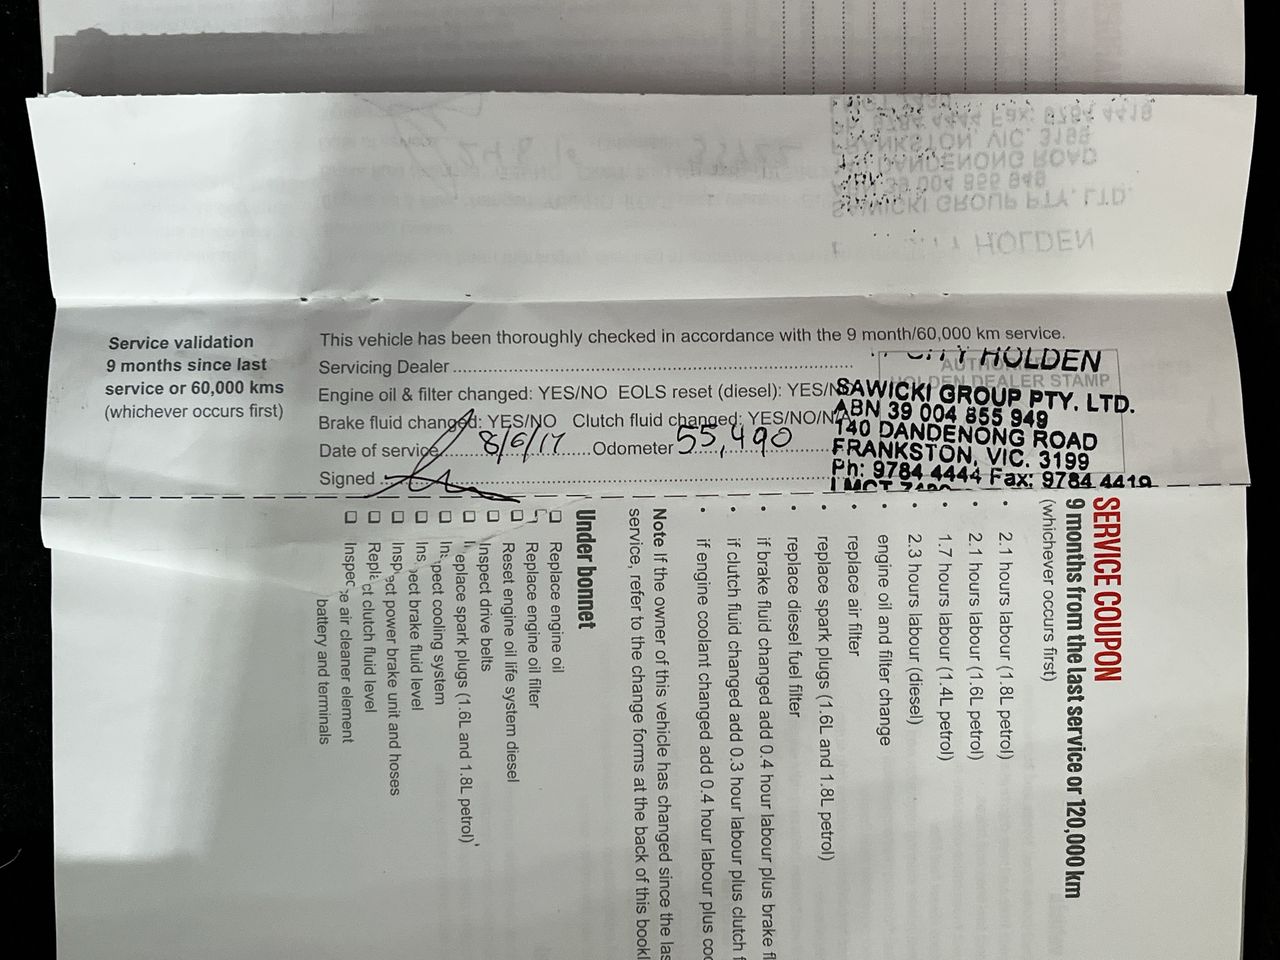 Service validation
9 months since last
service or 60,000 kms
(whichever occurs first)
This vehicle has been thoroughly checked in accordance with the 9 month/60,000 km service.
Servicing Dealer
Engine oil & filter changed: YES/NO EOLS reset (diesel): YES/
Brake fluid changed: YES/NO Clutch fluid changed: YES/NO/N/A
Date of service 8/6/17 Odometer 55,490
Signed
HOLDEN DEALER STAMP
CITY HOLDEN
SAWICKI GROUP PTY. LTD.
ABN 39 004 855 949
140 DANDENONG ROAD
FRANKSTON, VIC. 3199
Ph: 9784 4444 Fax: 9784 4419
LMCT
SERVICE COUPON
9 months from the last service or 120,000 km
(whichever occurs first)
• 2.1 hours labour (1.8L petrol)
• 2.1 hours labour (1.6L petrol)
• 1.7 hours labour (1.4L petrol)
• 2.3 hours labour (diesel)
• engine oil and filter change
• replace air filter
• replace spark plugs (1.6L and 1.8L petrol)
• replace diesel fuel filter
• if brake fluid changed add 0.4 hour labour plus brake
• if clutch fluid changed add 0.3 hour labour plus clutch
• if engine coolant changed add 0.4 hour labour plus
Note If the owner of this vehicle has changed since the
service, refer to the change forms at the back of this
Under bonnet
☐ Replace engine oil
☐ Replace engine oil filter
☐ Reset engine oil life system diesel
☐ Inspect drive belts
☐ Replace spark plugs (1.6L and 1.8L petrol)
☐ Inspect cooling system
☐ Inspect brake fluid level
☐ Inspect power brake unit and hoses
☐ Replace clutch fluid level
☐ Inspect air cleaner element
battery and terminals